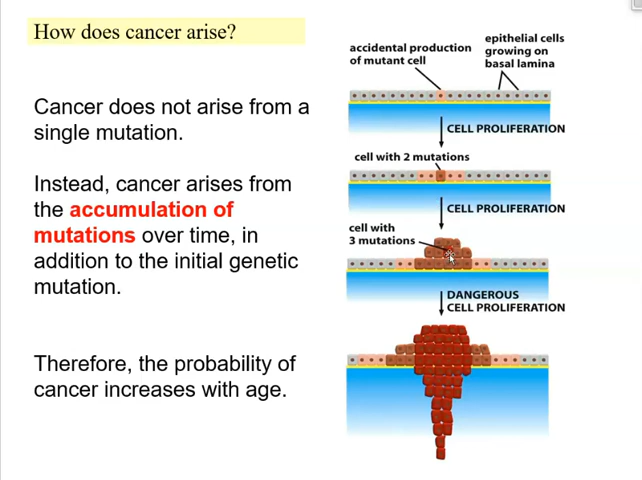 How does cancer arise?
Cancer does not arise from a
single mutation.
Instead, cancer arises from
the accumulation of
mutations over time, in
addition to the initial genetic
mutation.
Therefore, the probability of
cancer increases with age.
accidental production
of mutant cell
epithelial cells
growing on
basal lamina
CELL PROLIFERATION
cell with 2 mutations
CELL PROLIFERATION
cell with
3 mutations
DANGEROUS
CELL PROLIFERATION